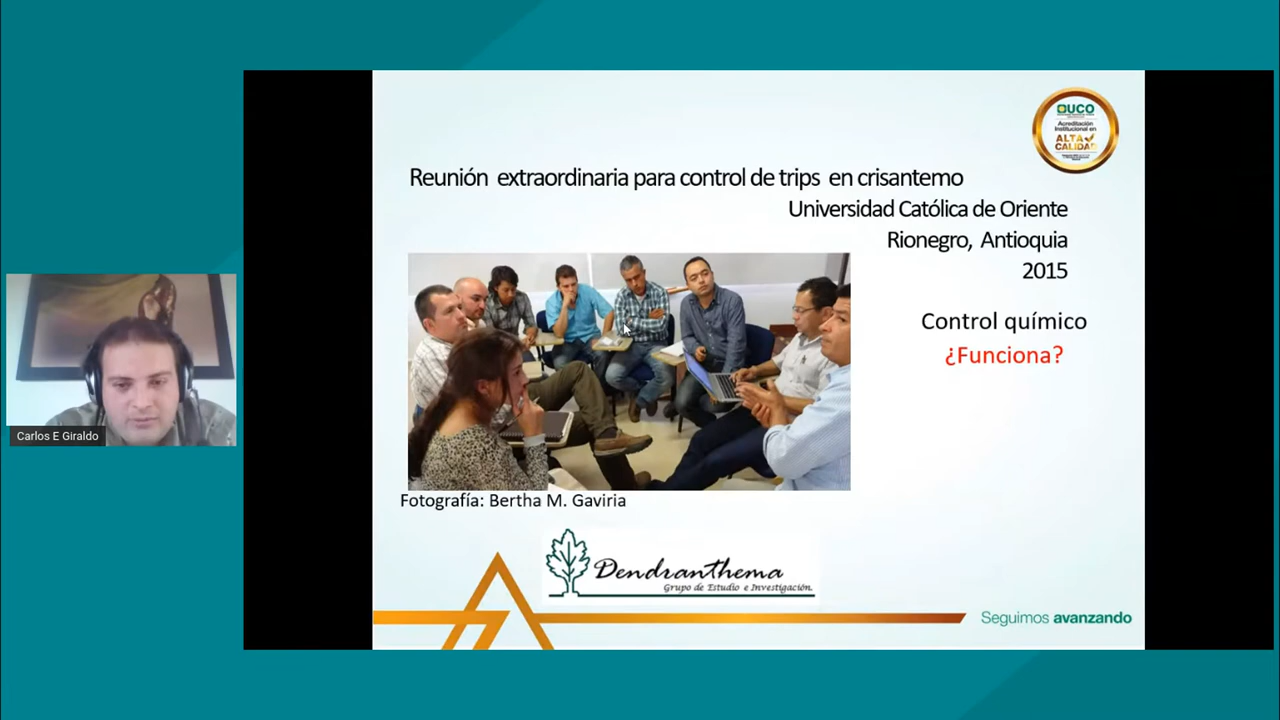 UCO
Acreditación
Institucional en
ALTA
CALIDAD
Reunión extraordinaria para control de trips en crisantemo
Universidad Católica de Oriente
Rionegro, Antioquia
2015
Control químico
¿Funciona?
Carlos E Giraldo
Fotografía: Bertha M. Gaviria
Dendranthema
Grupo de Estudio e Investigación.
Seguimos avanzando